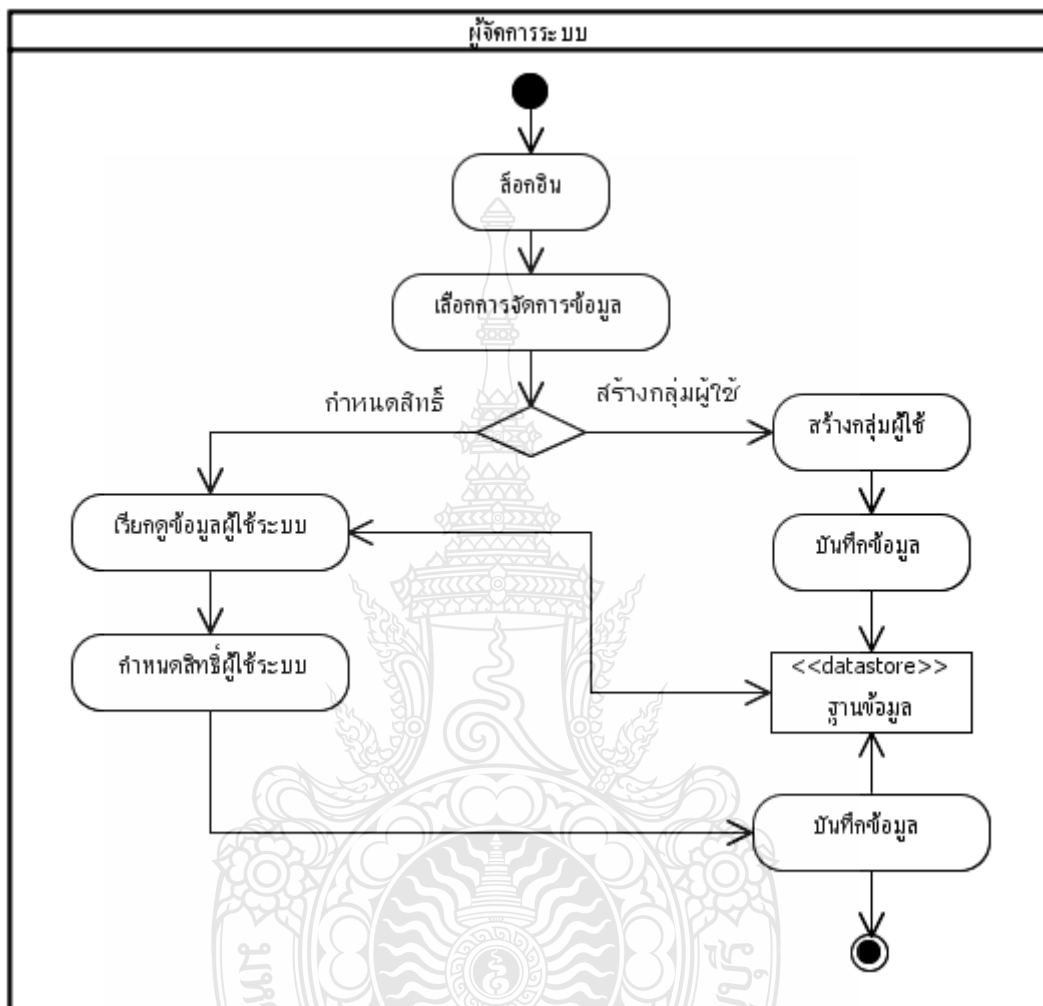 ผู้จัดการระบบ
ล็อกอิน
เลือกการจัดการข้อมูล
กำหนดสิทธิ์
สร้างกลุ่มผู้ใช้
สร้างกลุ่มผู้ใช้
เรียกดูข้อมูลผู้ใช้ระบบ
บันทึกข้อมูล
กำหนดสิทธิ์ผู้ใช้ระบบ
<<datastore>>
ฐานข้อมูล
บันทึกข้อมูล